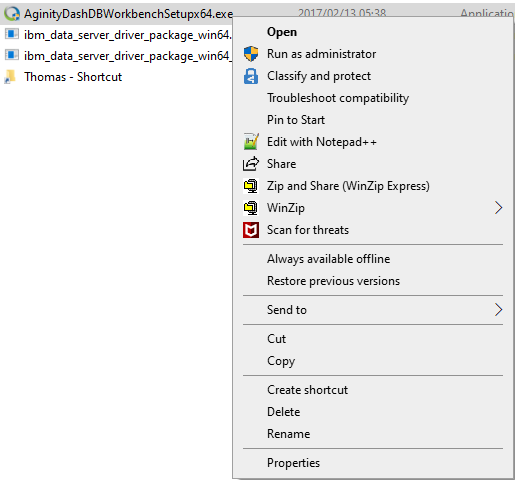 AginityDashDBWorkbenchSetupx64.exe 2017/02/13 05:38 Application
ibm_data_server_driver_package_win64.
ibm_data_server_driver_package_win64_
Thomas - Shortcut
Open
Run as administrator
Classify and protect
Troubleshoot compatibility
Pin to Start
Edit with Notepad++
Share
Zip and Share (WinZip Express)
WinZip
Scan for threats
Always available offline
Restore previous versions
Send to
Cut
Copy
Create shortcut
Delete
Rename
Properties